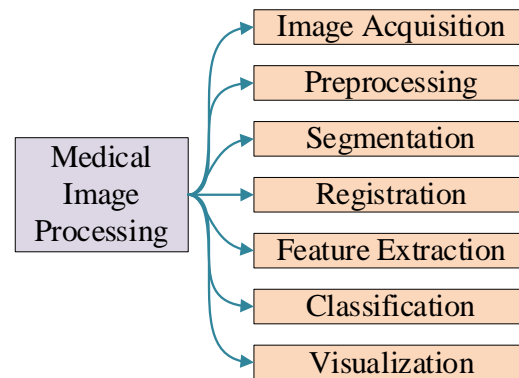 Medical
Image
Processing
Image Acquisition
Preprocessing
Segmentation
Registration
Feature Extraction
Classification
Visualization